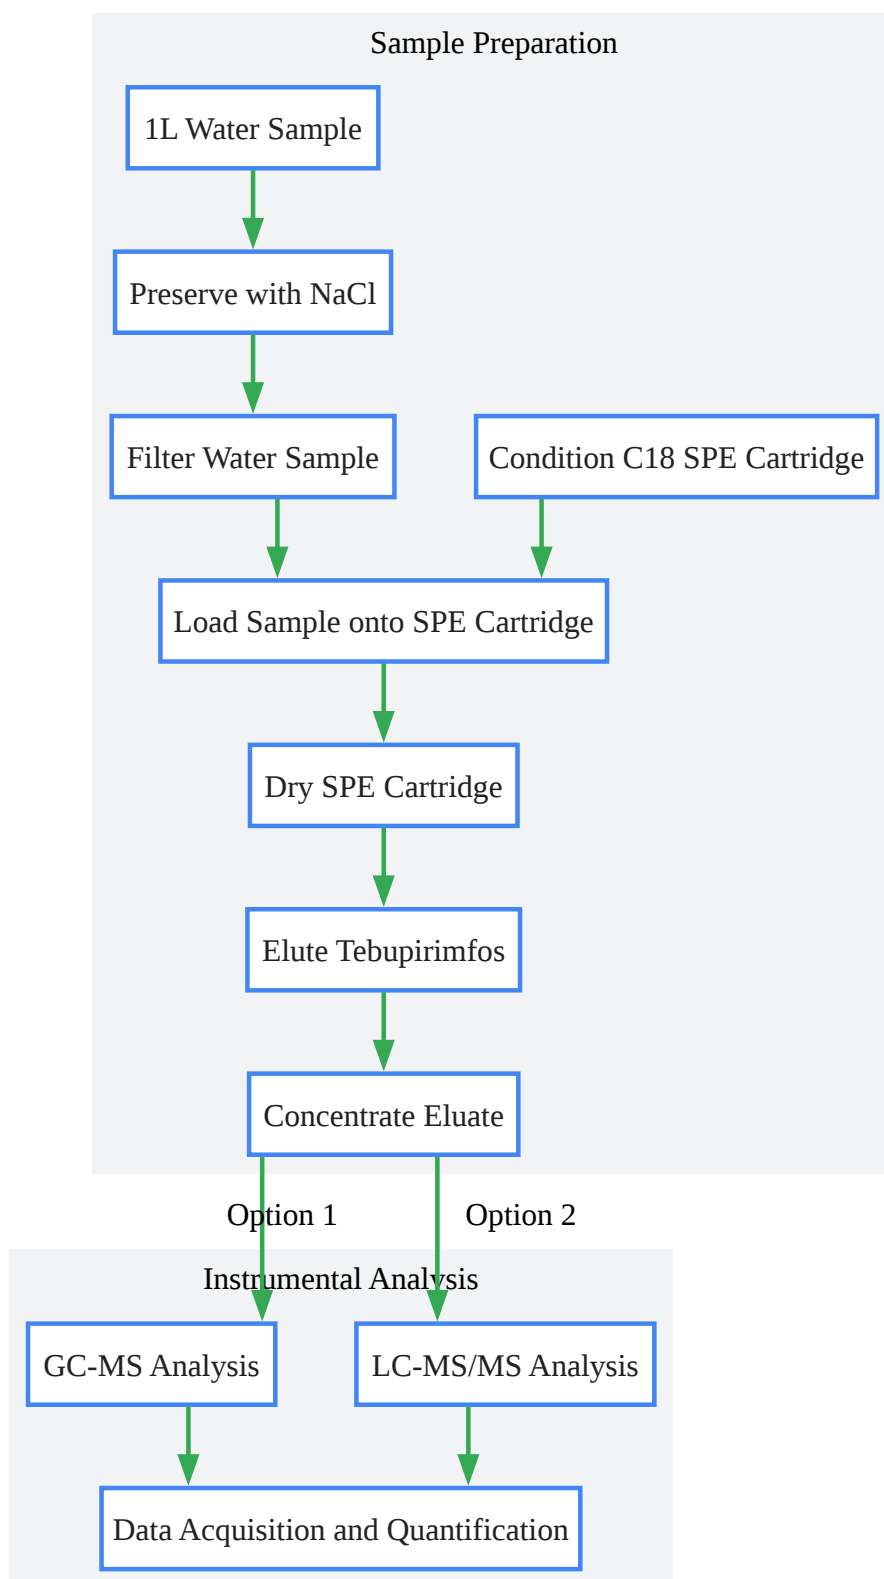 Sample Preparation
1L Water Sample
Preserve with NaCl
Filter Water Sample
Condition C18 SPE Cartridge
Load Sample onto SPE Cartridge
Dry SPE Cartridge
Elute Tebupirimfos
Concentrate Eluate
Option 1
Option 2
Instrumental Analysis
GC-MS Analysis
LC-MS/MS Analysis
Data Acquisition and Quantification